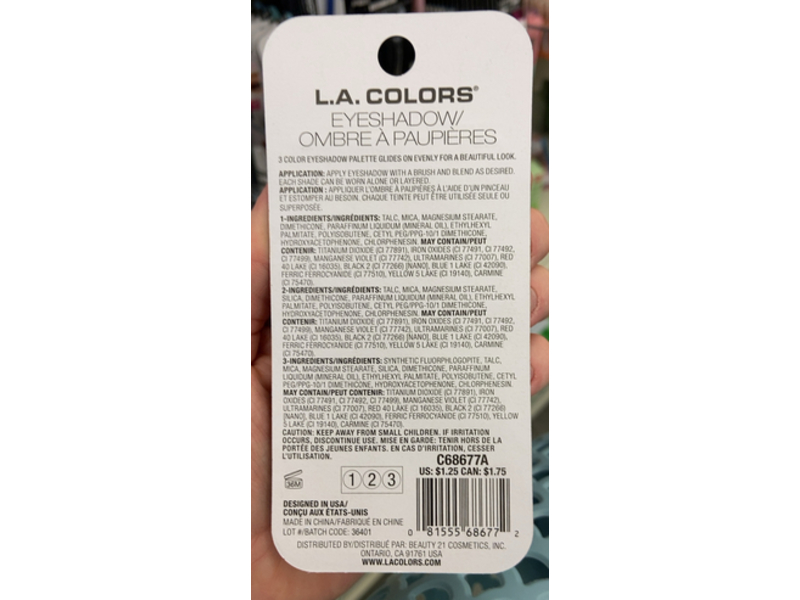 L.A. COLORS®
EYESHADOW/
OMBRE À PAUPIÈRES
3 COLOR EYESHADOW PALETTE GLIDES ON EVENLY FOR A BEAUTIFUL LOOK.
APPLICATION: APPLY EYESHADOW WITH A BRUSH AND BLEND AS DESIRED.
EACH SHADE CAN BE WORN ALONE OR LAYERED.
APPLICATION : APPLIQUER L'OMBRE À PAUPIÈRES À L'AIDE D'UN PINCEAU
ET ESTOMPER AU BESOIN. CHAQUE TEINTE PEUT ÊTRE UTILISÉE SEULE OU
SUPERPOSÉE.
1-INGREDIENTS/INGRÉDIENTS: TALC, MICA, MAGNESIUM STEARATE,
DIMETHICONE, PARAFFINUM LIQUIDUM (MINERAL OIL), ETHYLHEXYL
PALMITATE, POLYISOBUTENE, CETYL PEG/PPG-10/1 DIMETHICONE,
HYDROXYACETOPHENONE, CHLORPHENESIN. MAY CONTAIN/PEUT
CONTENIR: TITANIUM DIOXIDE (CI 77891), IRON OXIDES (CI 77491, CI 77492,
CI 77499), MANGANESE VIOLET (CI 77742), ULTRAMARINES (CI 77007), RED
40 LAKE (CI 16035), BLACK 2 (CI 77266) [NANO], BLUE 1 LAKE (CI 42090),
FERRIC FERROCYANIDE (CI 77510), YELLOW 5 LAKE (CI 19140), CARMINE
(CI 75470).
2-INGREDIENTS/INGRÉDIENTS: TALC, MICA, MAGNESIUM STEARATE,
SILICA, DIMETHICONE, PARAFFINUM LIQUIDUM (MINERAL OIL), ETHYLHEXYL
PALMITATE, POLYISOBUTENE, CETYL PEG/PPG-10/1 DIMETHICONE,
HYDROXYACETOPHENONE, CHLORPHENESIN. MAY CONTAIN/PEUT
CONTENIR: TITANIUM DIOXIDE (CI 77891), IRON OXIDES (CI 77491, CI 77492,
CI 77499), MANGANESE VIOLET (CI 77742), ULTRAMARINES (CI 77007), RED
40 LAKE (CI 16035), BLACK 2 (CI 77266) [NANO], BLUE 1 LAKE (CI 42090),
FERRIC FERROCYANIDE (CI 77510), YELLOW 5 LAKE (CI 19140), CARMINE
(CI 75470).
3-INGREDIENTS/INGRÉDIENTS: SYNTHETIC FLUORPHLOGOPITE, TALC,
MICA, MAGNESIUM STEARATE, SILICA, DIMETHICONE, PARAFFINUM
LIQUIDUM (MINERAL OIL), ETHYLHEXYL PALMITATE, POLYISOBUTENE, CETYL
PEG/PPG-10/1 DIMETHICONE, HYDROXYACETOPHENONE, CHLORPHENESIN.
MAY CONTAIN/PEUT CONTENIR: TITANIUM DIOXIDE (CI 77891), IRON
OXIDES (CI 77491, CI 77492, CI 77499), MANGANESE VIOLET (CI 77742),
ULTRAMARINES (CI 77007), RED 40 LAKE (CI 16035), BLACK 2 (CI 77266)
[NANO], BLUE 1 LAKE (CI 42090), FERRIC FERROCYANIDE (CI 77510), YELLOW
5 LAKE (CI 19140), CARMINE (CI 75470).
CAUTION: KEEP AWAY FROM SMALL CHILDREN. IF IRRITATION
OCCURS, DISCONTINUE USE. MISE EN GARDE: TENIR HORS DE LA
PORTÉE DES JEUNES ENFANTS. EN CAS D'IRRITATION, CESSER
L'UTILISATION.
C68677A
US: $1.25 CAN: $1.75
36M
1 2 3
DESIGNED IN USA/
CONÇU AUX ÉTATS-UNIS
MADE IN CHINA/FABRIQUÉ EN CHINE
LOT #/BATCH CODE: 36401
0 81555 68677 2
DISTRIBUTED BY/DISTRIBUÉ PAR: BEAUTY 21 COSMETICS, INC.
ONTARIO, CA 91761 USA
WWW.LACOLORS.COM